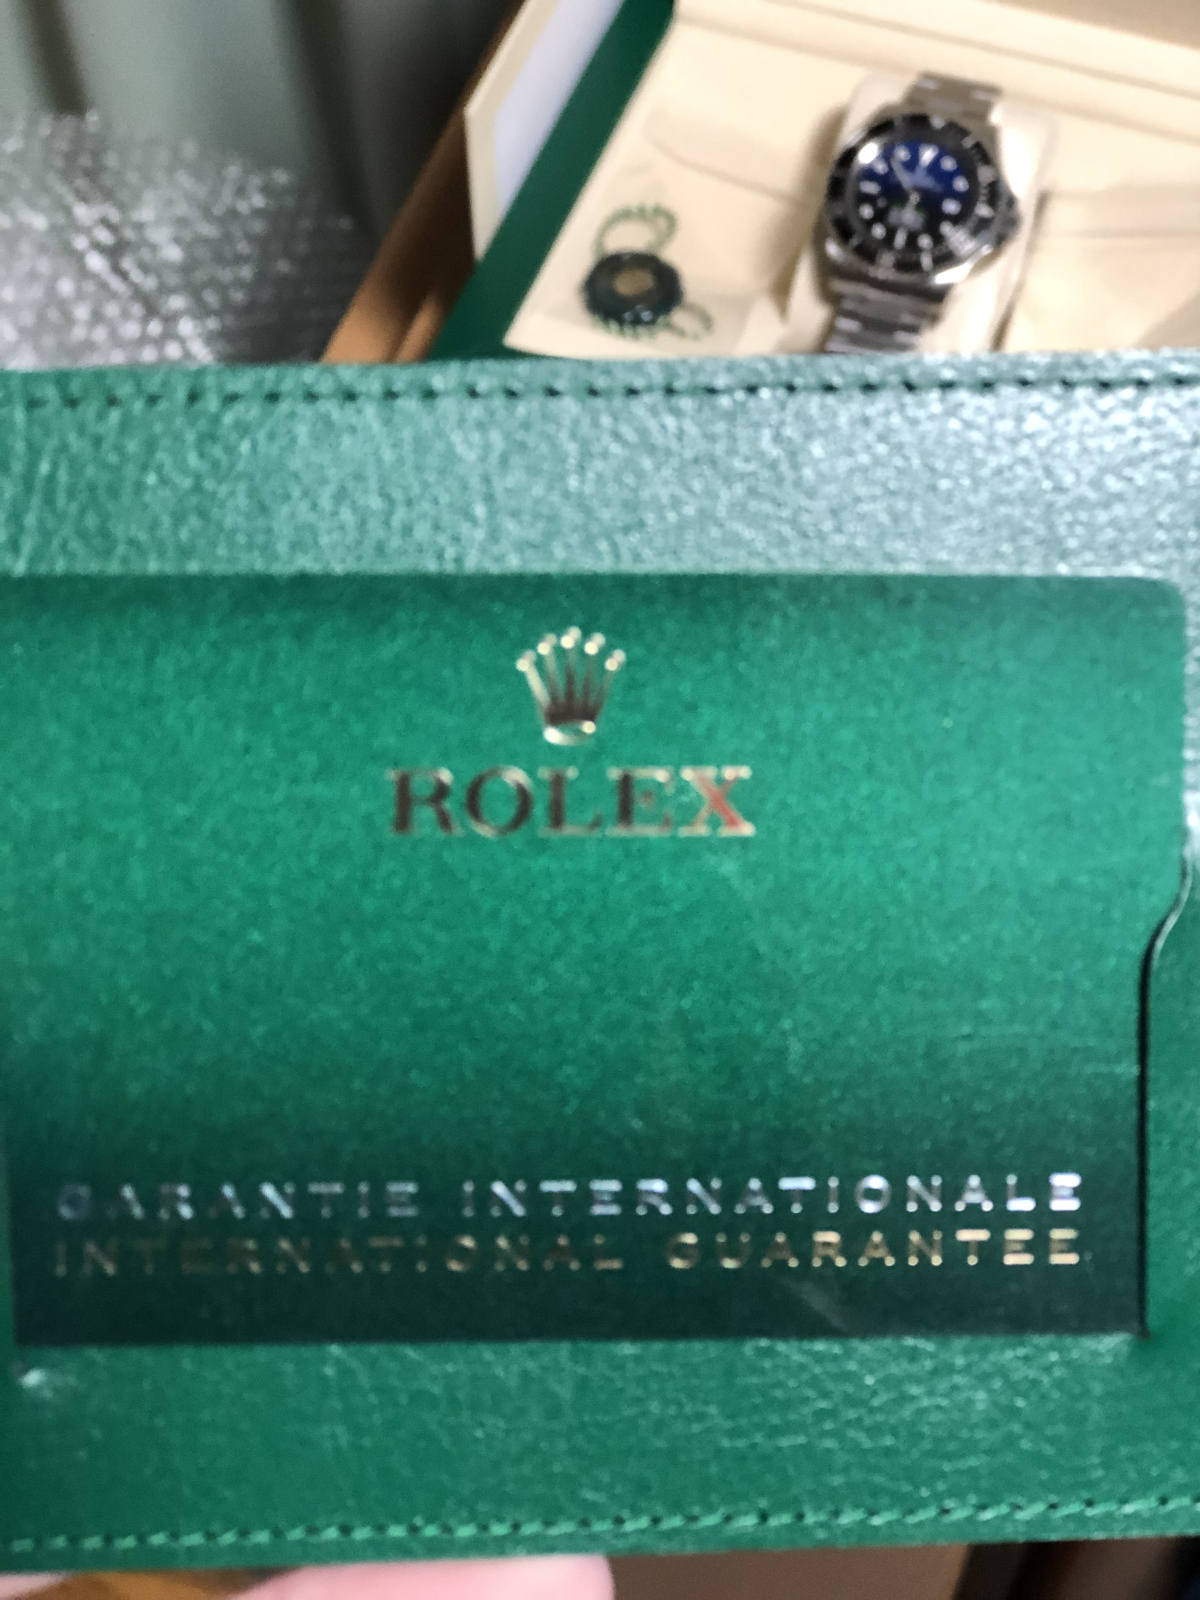 ROLEX
GARANTIE INTERNATIONALE
INTERNATIONAL GUARANTEE